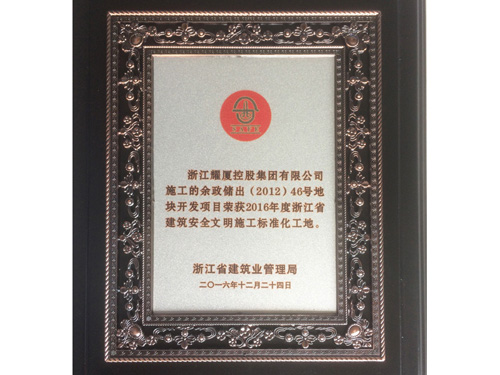 浙江耀厦控股集团有限公司
施工的余政储出（2012）46号地
块开发项目荣获2016年度浙江省
建筑安全文明施工标准化工地。
浙江省建筑业管理局
二〇一六年十二月二十四日